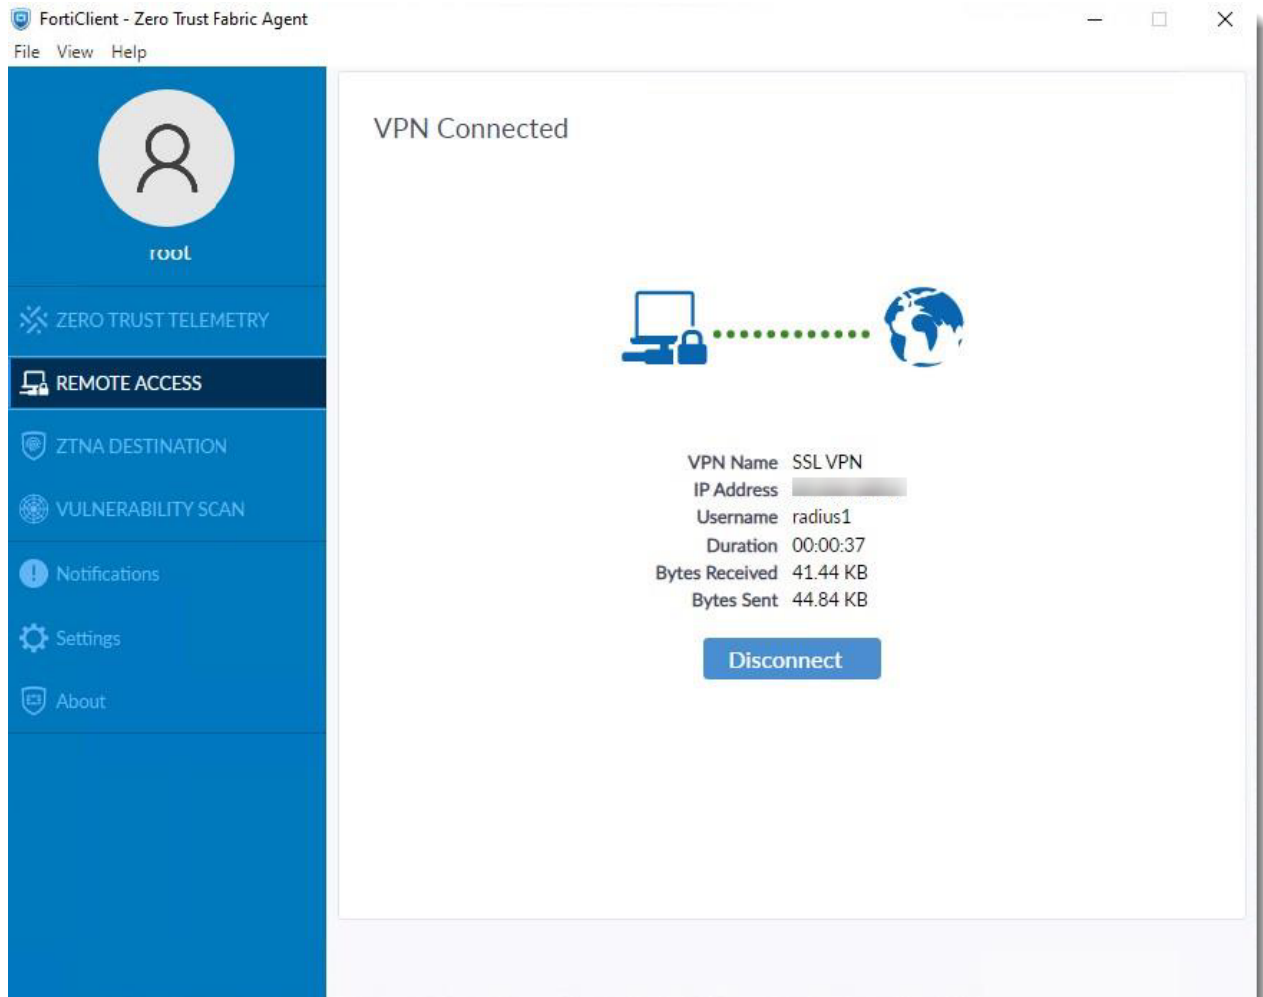 FortiClient - Zero Trust Fabric Agent
File View Help
root
ZERO TRUST TELEMETRY
REMOTE ACCESS
ZTNA DESTINATION
VULNERABILITY SCAN
Notifications
Settings
About
VPN Connected
VPN Name SSL VPN
IP Address
Username radius1
Duration 00:00:37
Bytes Received 41.44 KB
Bytes Sent 44.84 KB
Disconnect